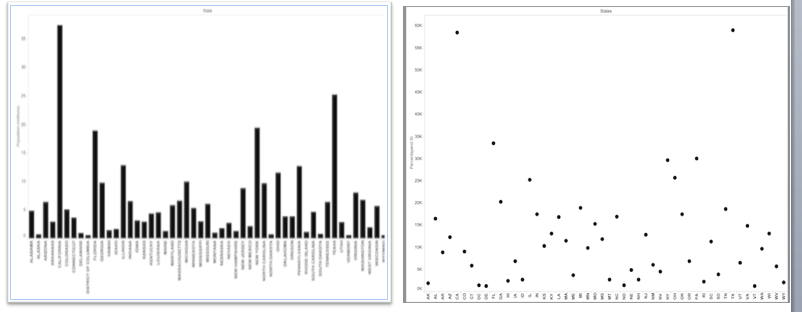 State
Population (millions)
35
30
25
20
15
10
5
0
ALABAMA
ALASKA
ARIZONA
ARKANSAS
CALIFORNIA
COLORADO
CONNECTICUT
DELAWARE
DISTRICT OF COLUMBIA
FLORIDA
GEORGIA
HAWAII
IDAHO
ILLINOIS
INDIANA
IOWA
KANSAS
KENTUCKY
LOUISIANA
MAINE
MARYLAND
MASSACHUSETTS
MICHIGAN
MINNESOTA
MISSISSIPPI
MISSOURI
MONTANA
NEBRASKA
NEVADA
NEW HAMPSHIRE
NEW JERSEY
NEW MEXICO
NEW YORK
NORTH CAROLINA
NORTH DAKOTA
OHIO
OKLAHOMA
OREGON
PENNSYLVANIA
RHODE ISLAND
SOUTH CAROLINA
SOUTH DAKOTA
TENNESSEE
TEXAS
UTAH
VERMONT
VIRGINIA
WASHINGTON
WEST VIRGINIA
WISCONSIN
WYOMING
States
60K
55K
50K
45K
40K
35K
30K
25K
20K
15K
10K
5K
0K
AK
AL
AR
AZ
CA
CO
CT
DC
DE
FL
GA
HI
IA
ID
IL
IN
KS
KY
LA
MA
MD
ME
MI
MN
MO
MS
MT
NC
ND
NE
NH
NJ
NM
NV
NY
OH
OK
OR
PA
RI
SC
SD
TN
TX
UT
VA
VT
WA
WI
WV
WY